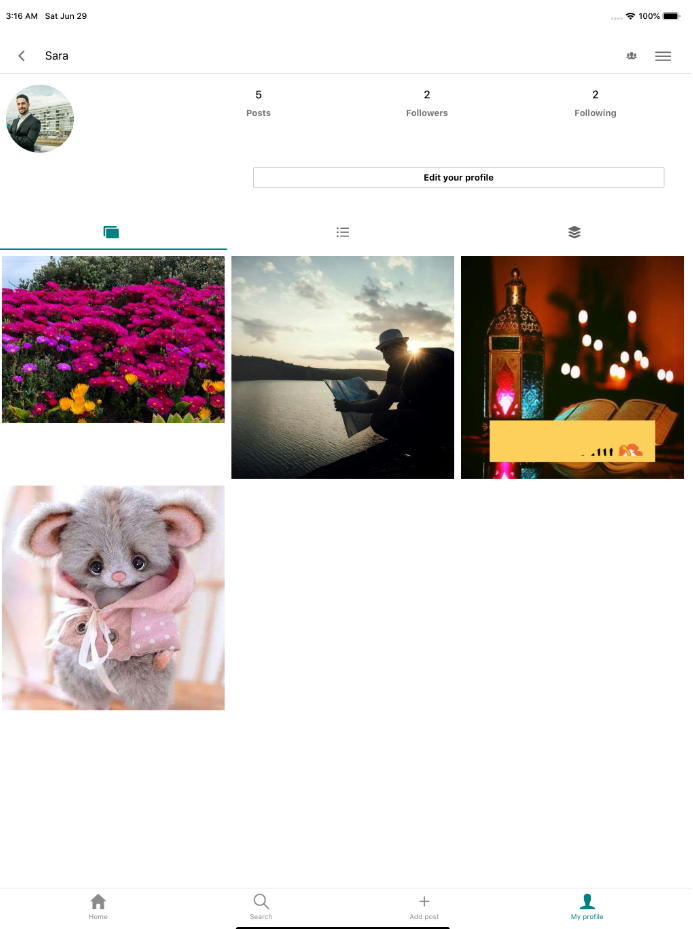 3:16 AM Sat Jun 29
100%
Sara
5
2
2
Posts
Followers
Following
Edit your profile
Home
Search
Add post
My profile